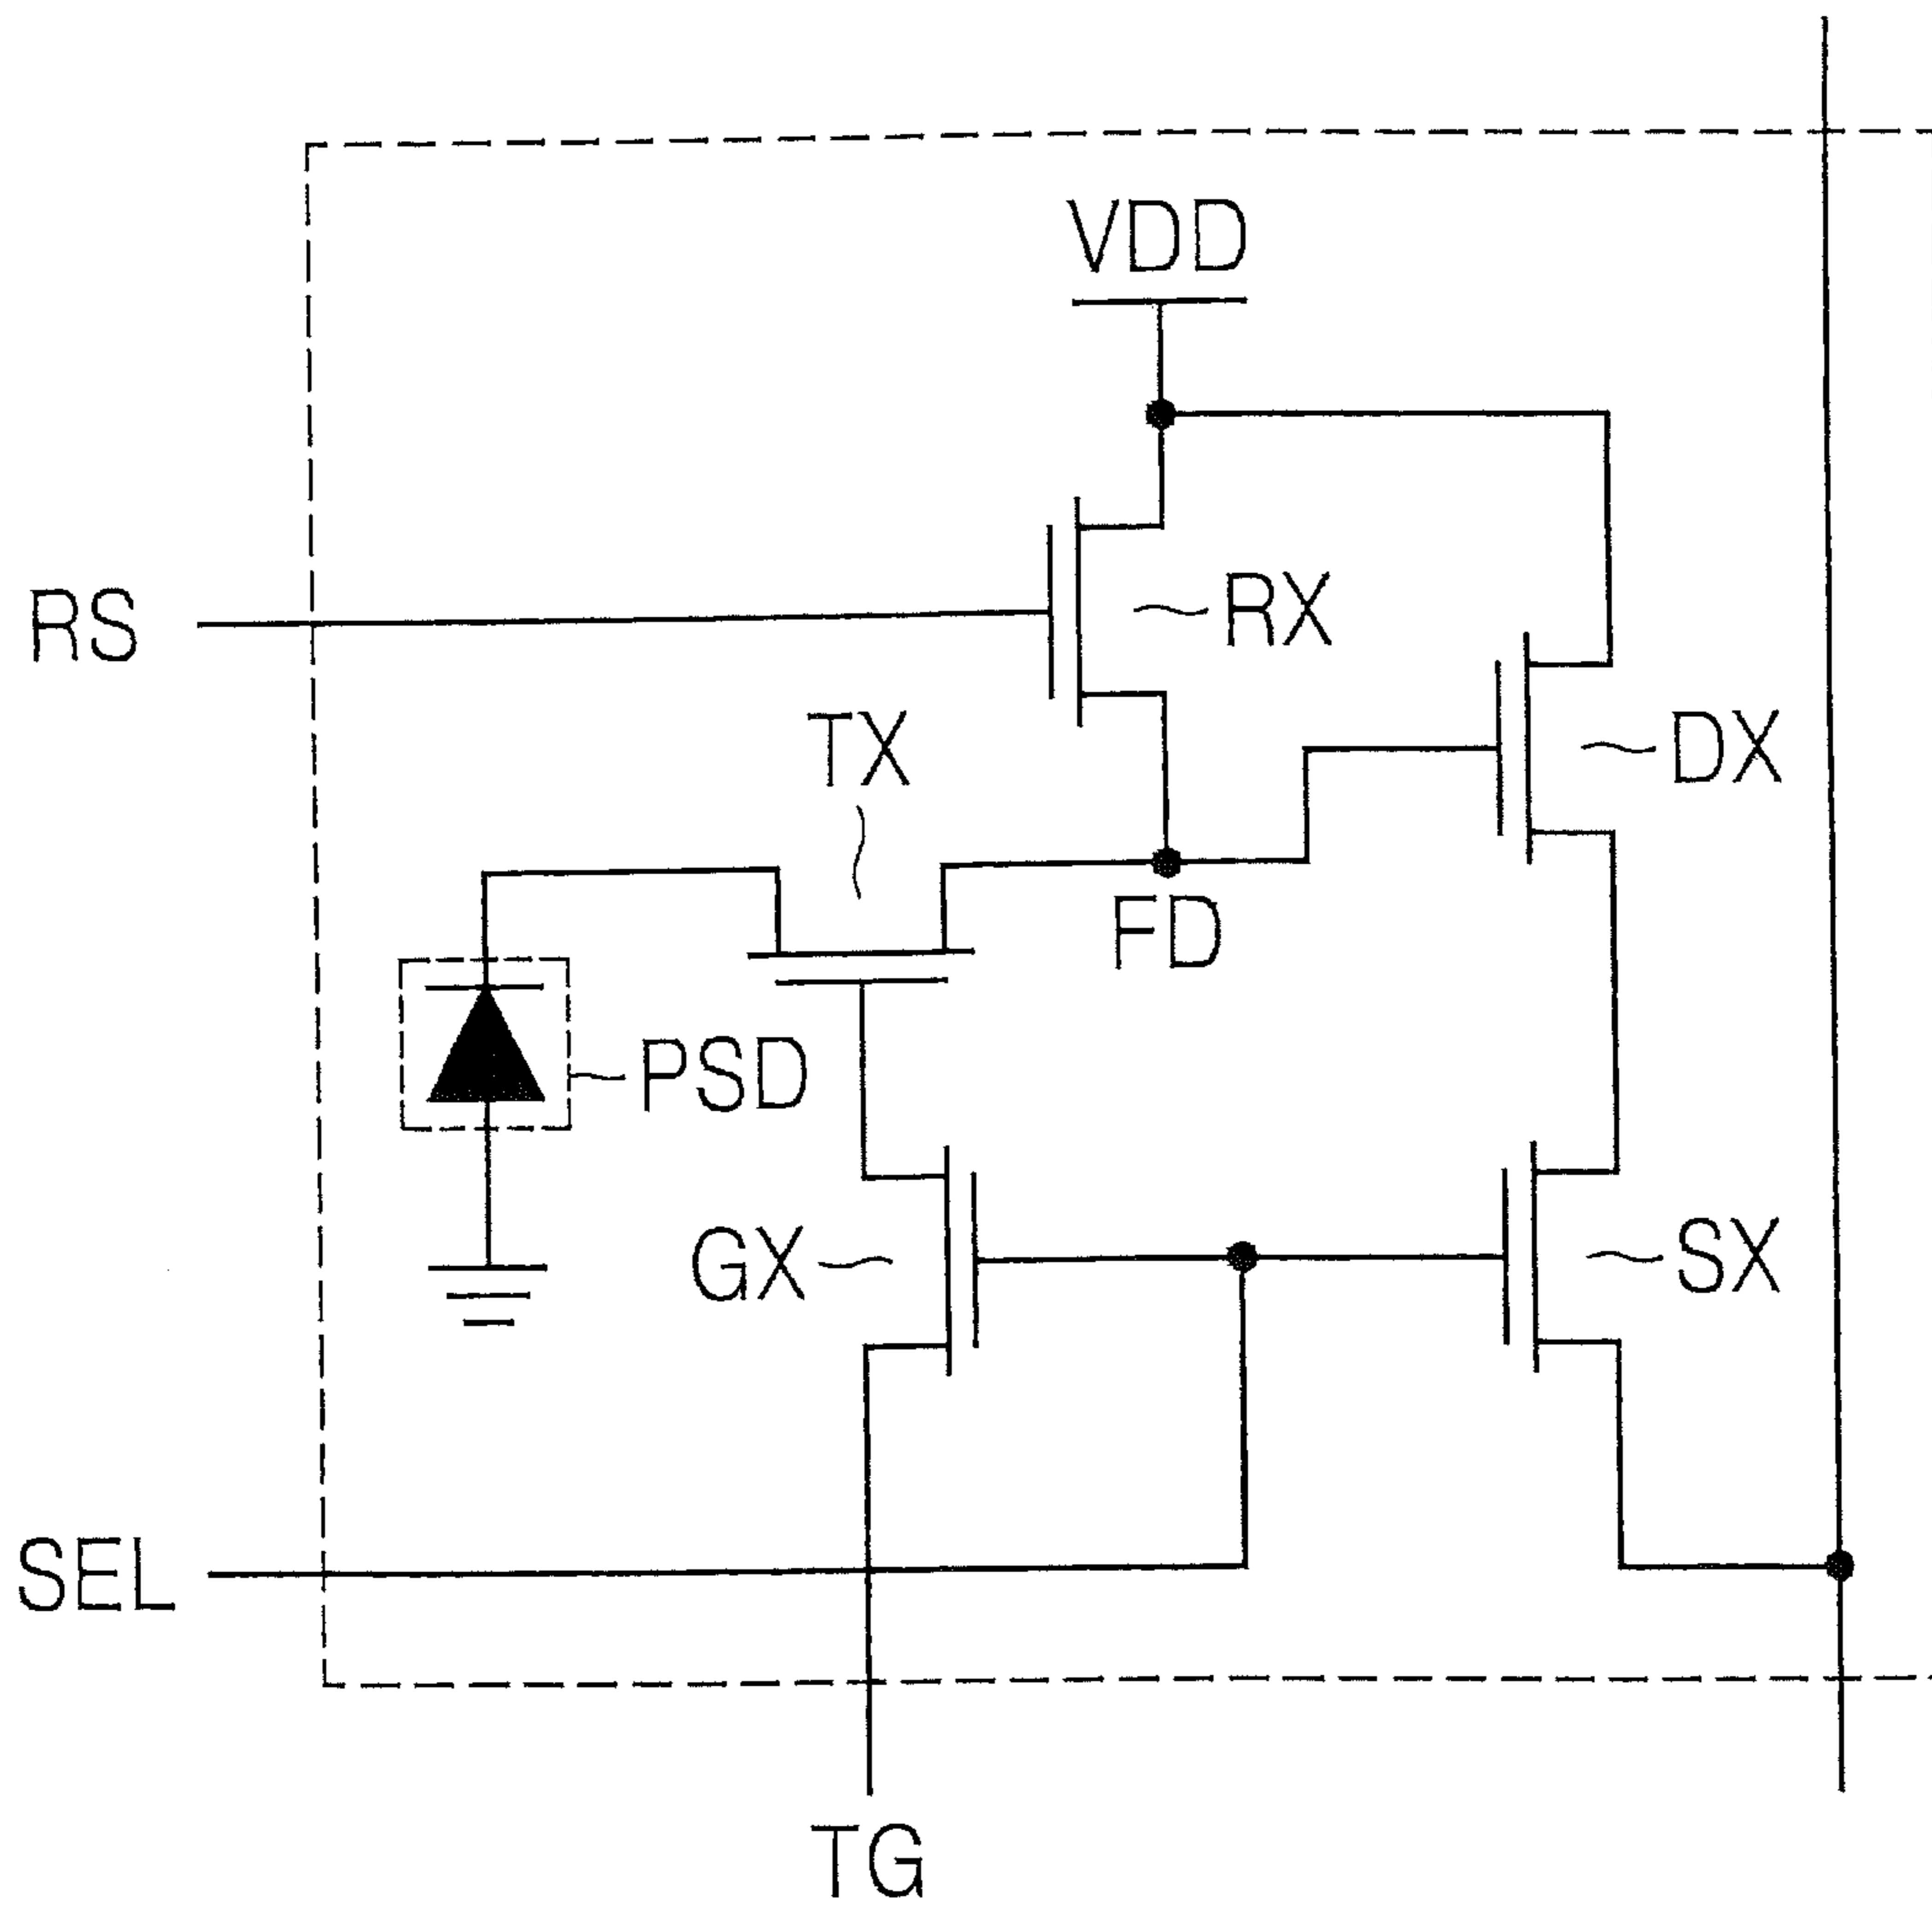 VDD
RS
RX
TX
DX
FD
PSD
GX
SX
SEL
TG